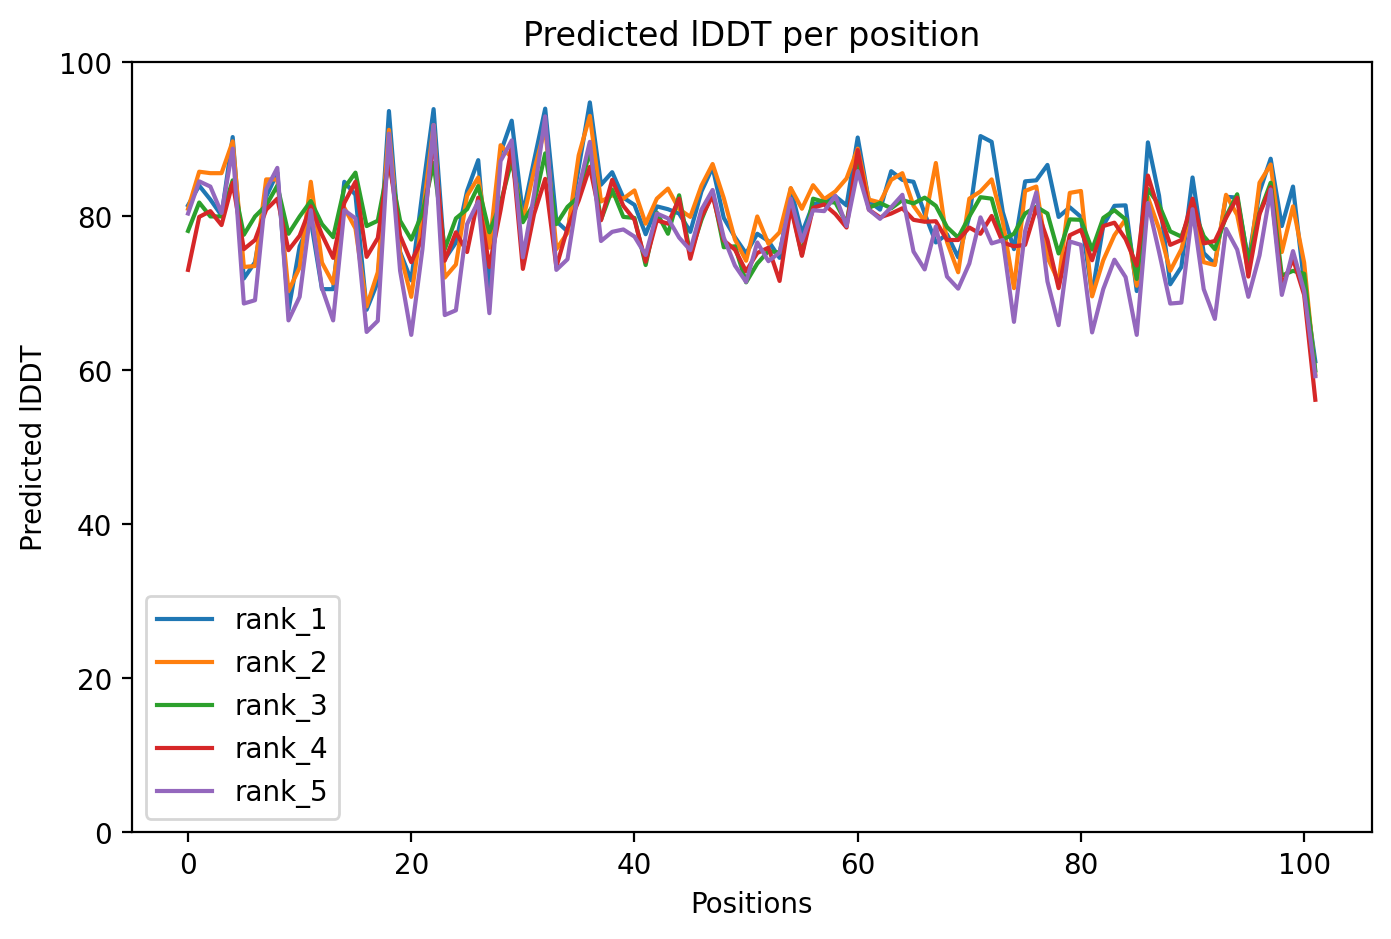 Predicted lDDT per position
100
80
60
40
20
0
Predicted lDDT
rank_1
rank_2
rank_3
rank_4
rank_5
0 20 40 60 80 100
Positions